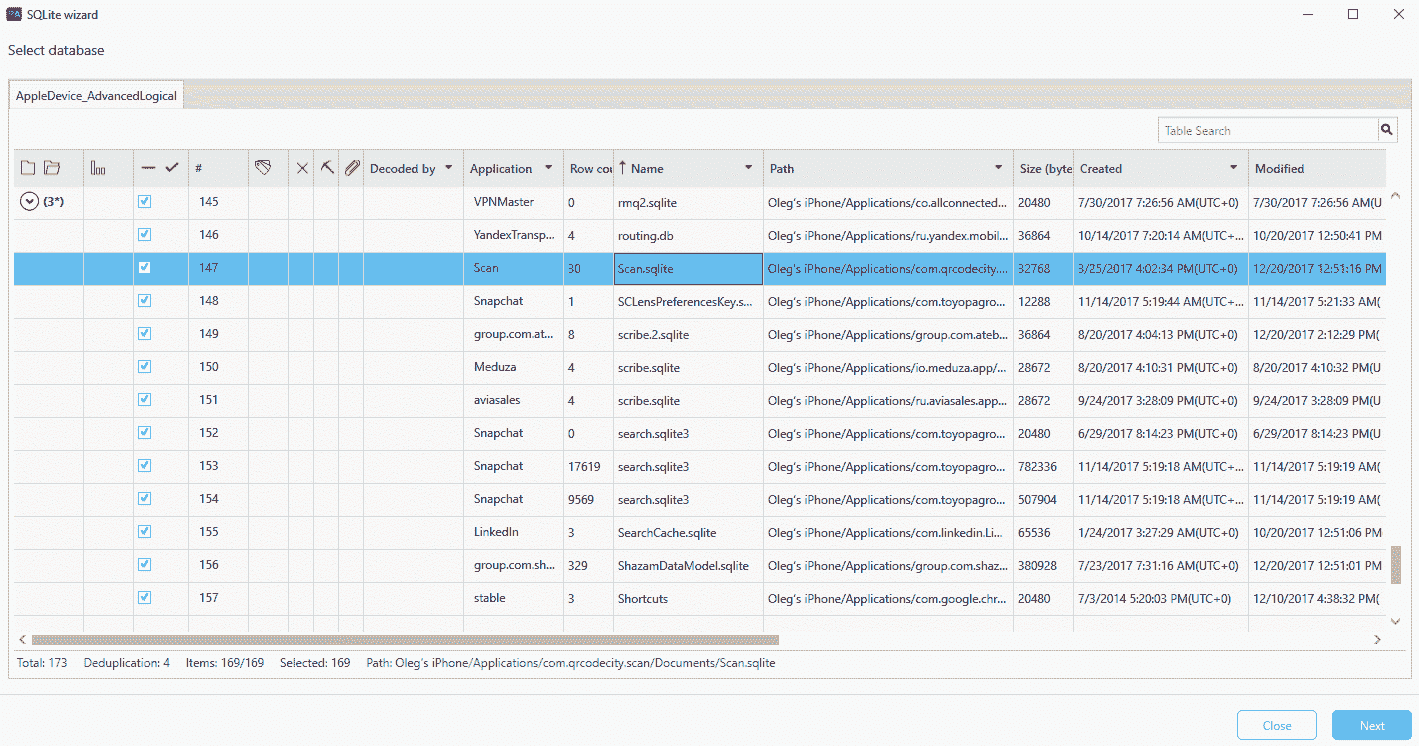 SQLite wizard
Select database
AppleDevice_AdvancedLogical
Table Search
# Decoded by Application Row cou Name Path Size (byte Created Modified
(3*) 145 VPNMaster 0 rmq2.sqlite Oleg's iPhone/Applications/co.allconnected... 20480 7/30/2017 7:26:56 AM(UTC+0) 7/30/2017 7:26:56 AM(U
146 YandexTransp... 4 routing.db Oleg's iPhone/Applications/ru.yandex.mobil... 36864 10/14/2017 7:20:14 AM(UTC+... 10/20/2017 12:50:41 PM
147 Scan 30 Scan.sqlite Oleg's iPhone/Applications/com.qrcodecity.... 32768 3/25/2017 4:02:34 PM(UTC+0) 12/20/2017 12:51:16 PM
148 Snapchat 1 SCLensPreferencesKey.s... Oleg's iPhone/Applications/com.toyopagro... 12288 11/14/2017 5:19:44 AM(UTC+... 11/14/2017 5:21:33 AM(
149 group.com.at... 8 scribe.2.sqlite Oleg's iPhone/Applications/group.com.ateb... 36864 8/20/2017 4:04:13 PM(UTC+0) 12/20/2017 2:12:29 PM(
150 Meduza 4 scribe.sqlite Oleg's iPhone/Applications/io.meduza.app/... 28672 8/20/2017 4:10:31 PM(UTC+0) 8/20/2017 4:10:32 PM(U
151 aviasales 4 scribe.sqlite Oleg's iPhone/Applications/ru.aviasales.app... 28672 9/24/2017 3:28:09 PM(UTC+0) 9/24/2017 3:28:09 PM(U
152 Snapchat 0 search.sqlite3 Oleg's iPhone/Applications/com.toyopagro... 20480 6/29/2017 8:14:23 PM(UTC+0) 6/29/2017 8:14:23 PM(U
153 Snapchat 17619 search.sqlite3 Oleg's iPhone/Applications/com.toyopagro... 782336 11/14/2017 5:19:18 AM(UTC+... 11/14/2017 5:19:19 AM(
154 Snapchat 9569 search.sqlite3 Oleg's iPhone/Applications/com.toyopagro... 507904 11/14/2017 5:19:18 AM(UTC+... 11/14/2017 5:19:19 AM(
155 LinkedIn 3 SearchCache.sqlite Oleg's iPhone/Applications/com.linkedin.Li... 65536 1/24/2017 3:27:29 AM(UTC+0) 10/20/2017 12:51:06 PM
156 group.com.sh... 329 ShazamDataModel.sqlite Oleg's iPhone/Applications/group.com.shaz... 380928 7/23/2017 7:31:16 AM(UTC+0) 12/20/2017 12:51:01 PM
157 stable 3 Shortcuts Oleg's iPhone/Applications/com.google.chr... 20480 7/3/2014 5:20:03 PM(UTC+0) 12/10/2017 4:38:32 PM(
Total: 173 Deduplication: 4 Items: 169/169 Selected: 169 Path: Oleg's iPhone/Applications/com.qrcodecity.scan/Documents/Scan.sqlite
Close Next